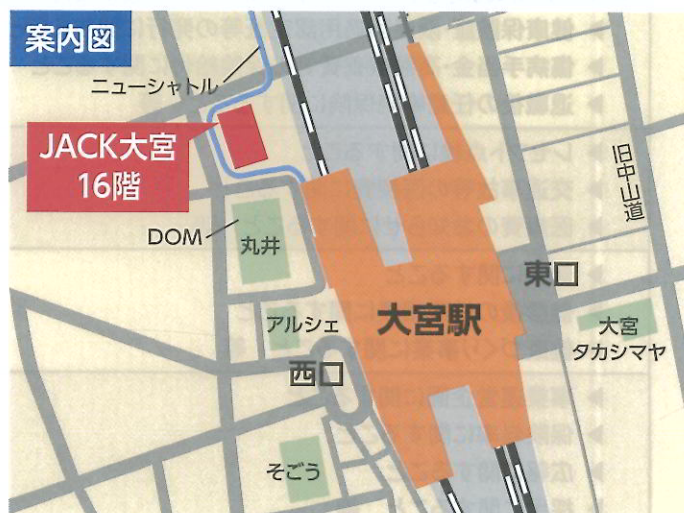 案内図
ニューシャトル
JACK大宮
16階
DOM
丸井
アルシェ
西口
そごう
大宮駅
東口
旧中山道
大宮
タカシマヤ